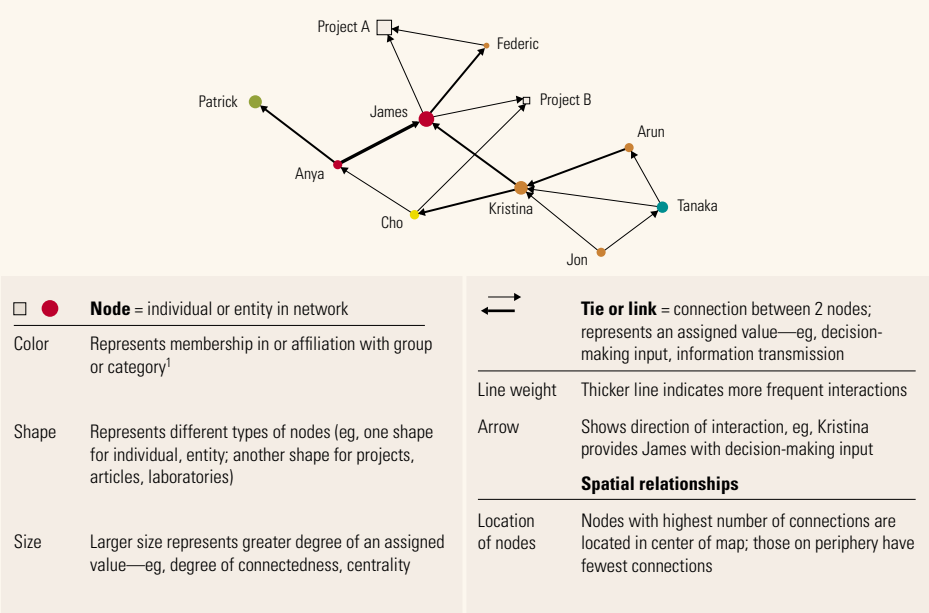 Project A
Federic
Patrick
James
Project B
Arun
Anya
Kristina
Tanaka
Cho
Jon
Node = individual or entity in network
Color
Represents membership in or affiliation with group
or category1
Shape
Represents different types of nodes (eg, one shape
for individual, entity; another shape for projects,
articles, laboratories)
Size
Larger size represents greater degree of an assigned
value—eg, degree of connectedness, centrality
Tie or link = connection between 2 nodes;
represents an assigned value—eg, decision-
making input, information transmission
Line weight
Thicker line indicates more frequent interactions
Arrow
Shows direction of interaction, eg, Kristina
provides James with decision-making input
Spatial relationships
Location
of nodes
Nodes with highest number of connections are
located in center of map; those on periphery have
fewest connections